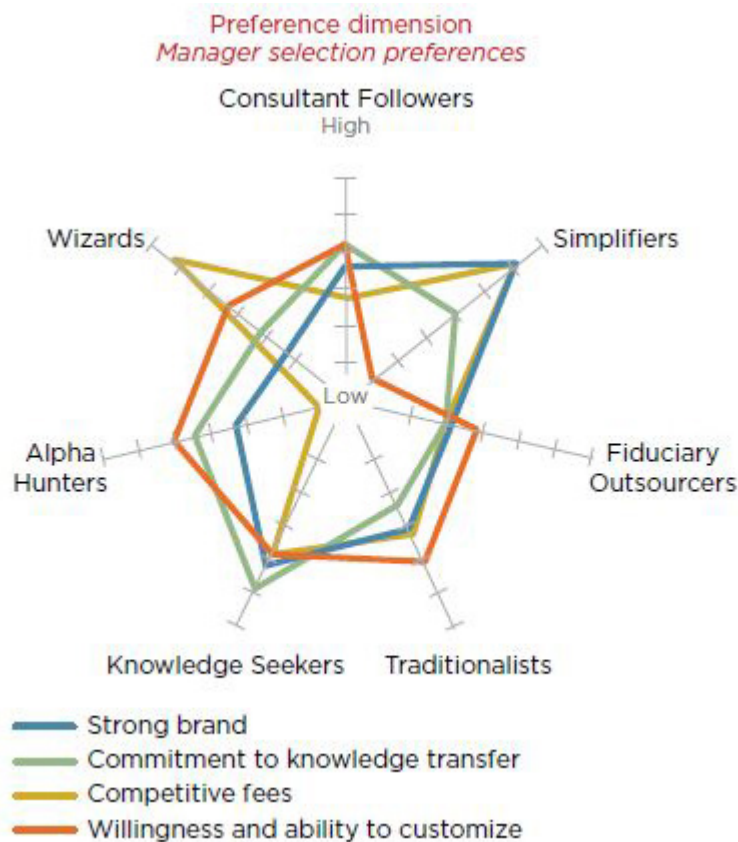 Preference dimension
Manager selection preferences
Consultant Followers
High
Wizards
Simplifiers
Low
Alpha
Hunters
Fiduciary
Outsourcers
Knowledge Seekers
Traditionalists
Strong brand
Commitment to knowledge transfer
Competitive fees
Willingness and ability to customize